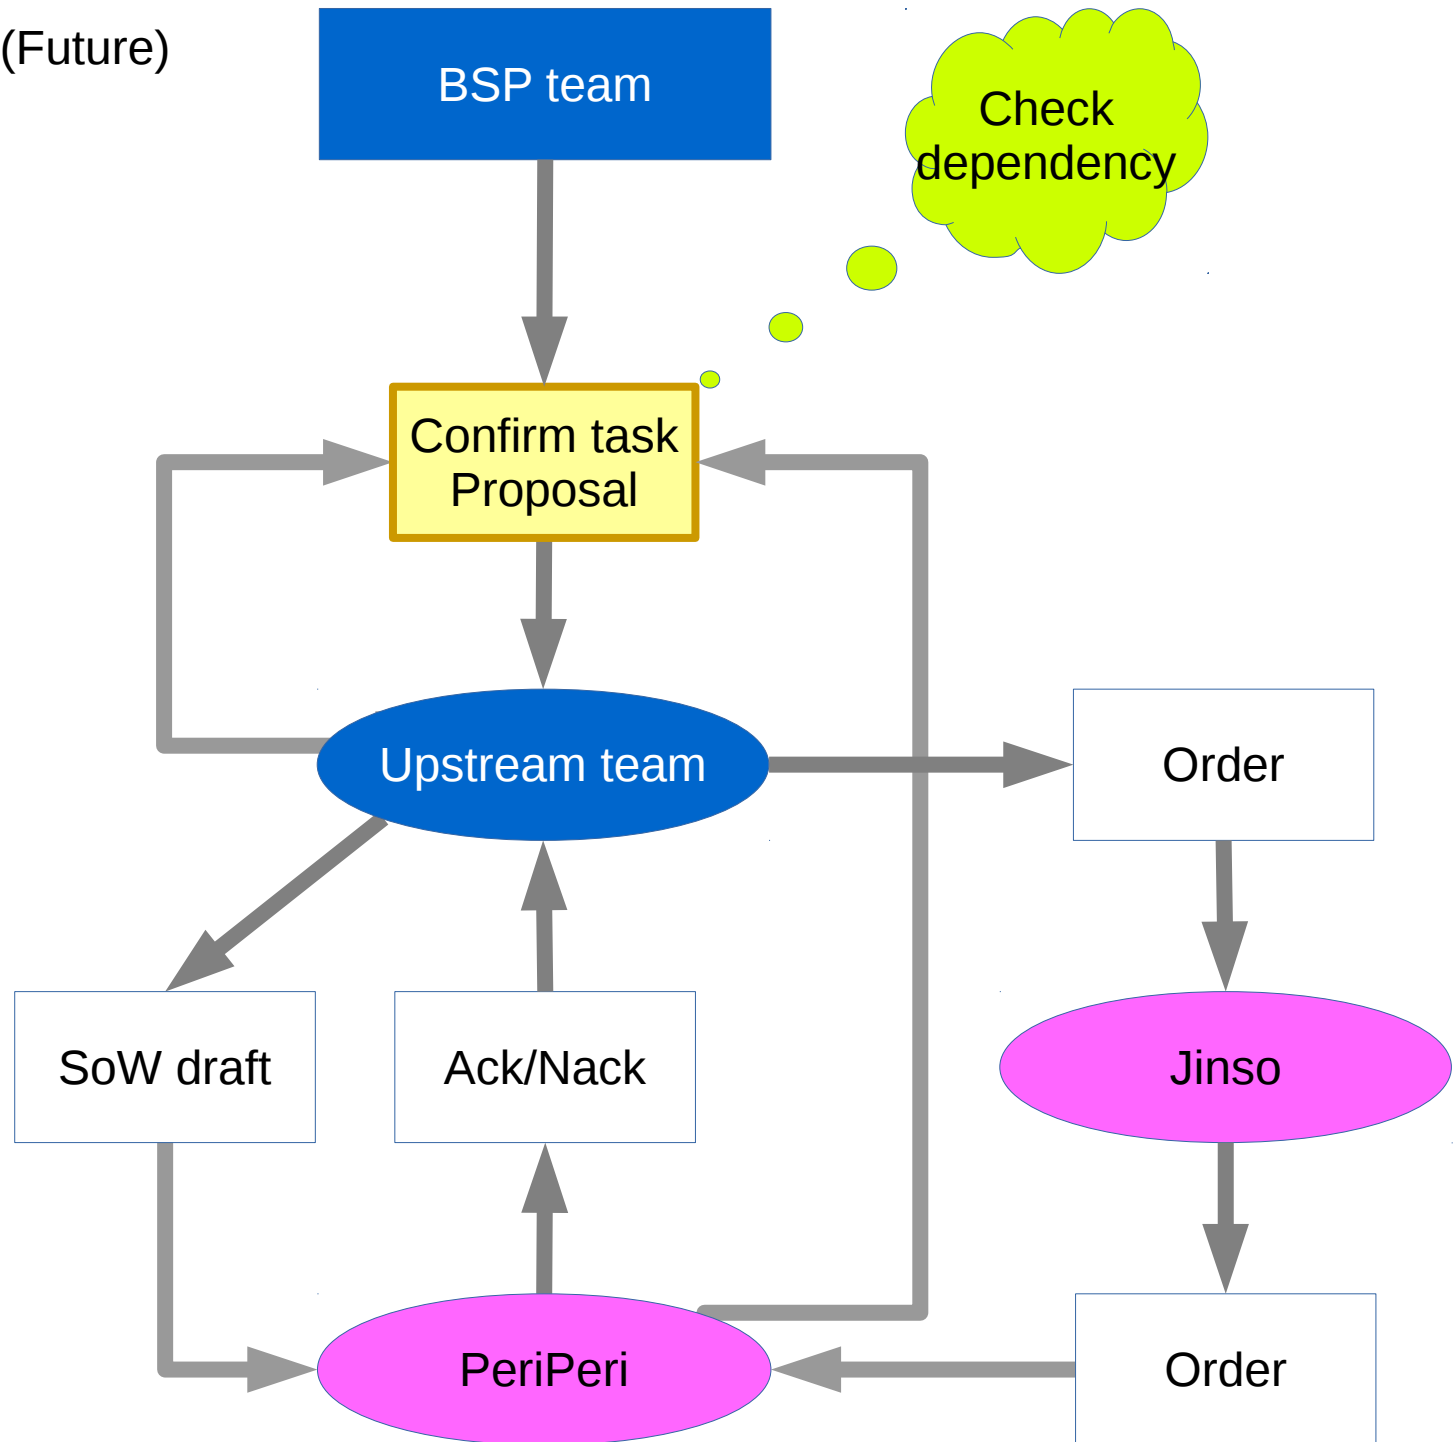 (Future)
BSP team
Check
dependency
Confirm task
Proposal
Upstream team
Order
SoW draft
Ack/Nack
Jinso
PeriPeri
Order